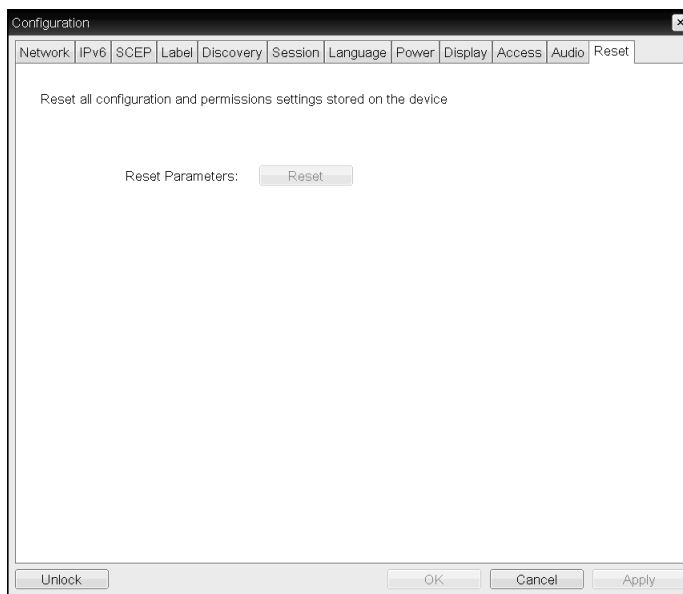 Configuration
Network IPv6 SCEP Label Discovery Session Language Power Display Access Audio Reset
Reset all configuration and permissions settings stored on the device
Reset Parameters: Reset
Unlock OK Cancel Apply